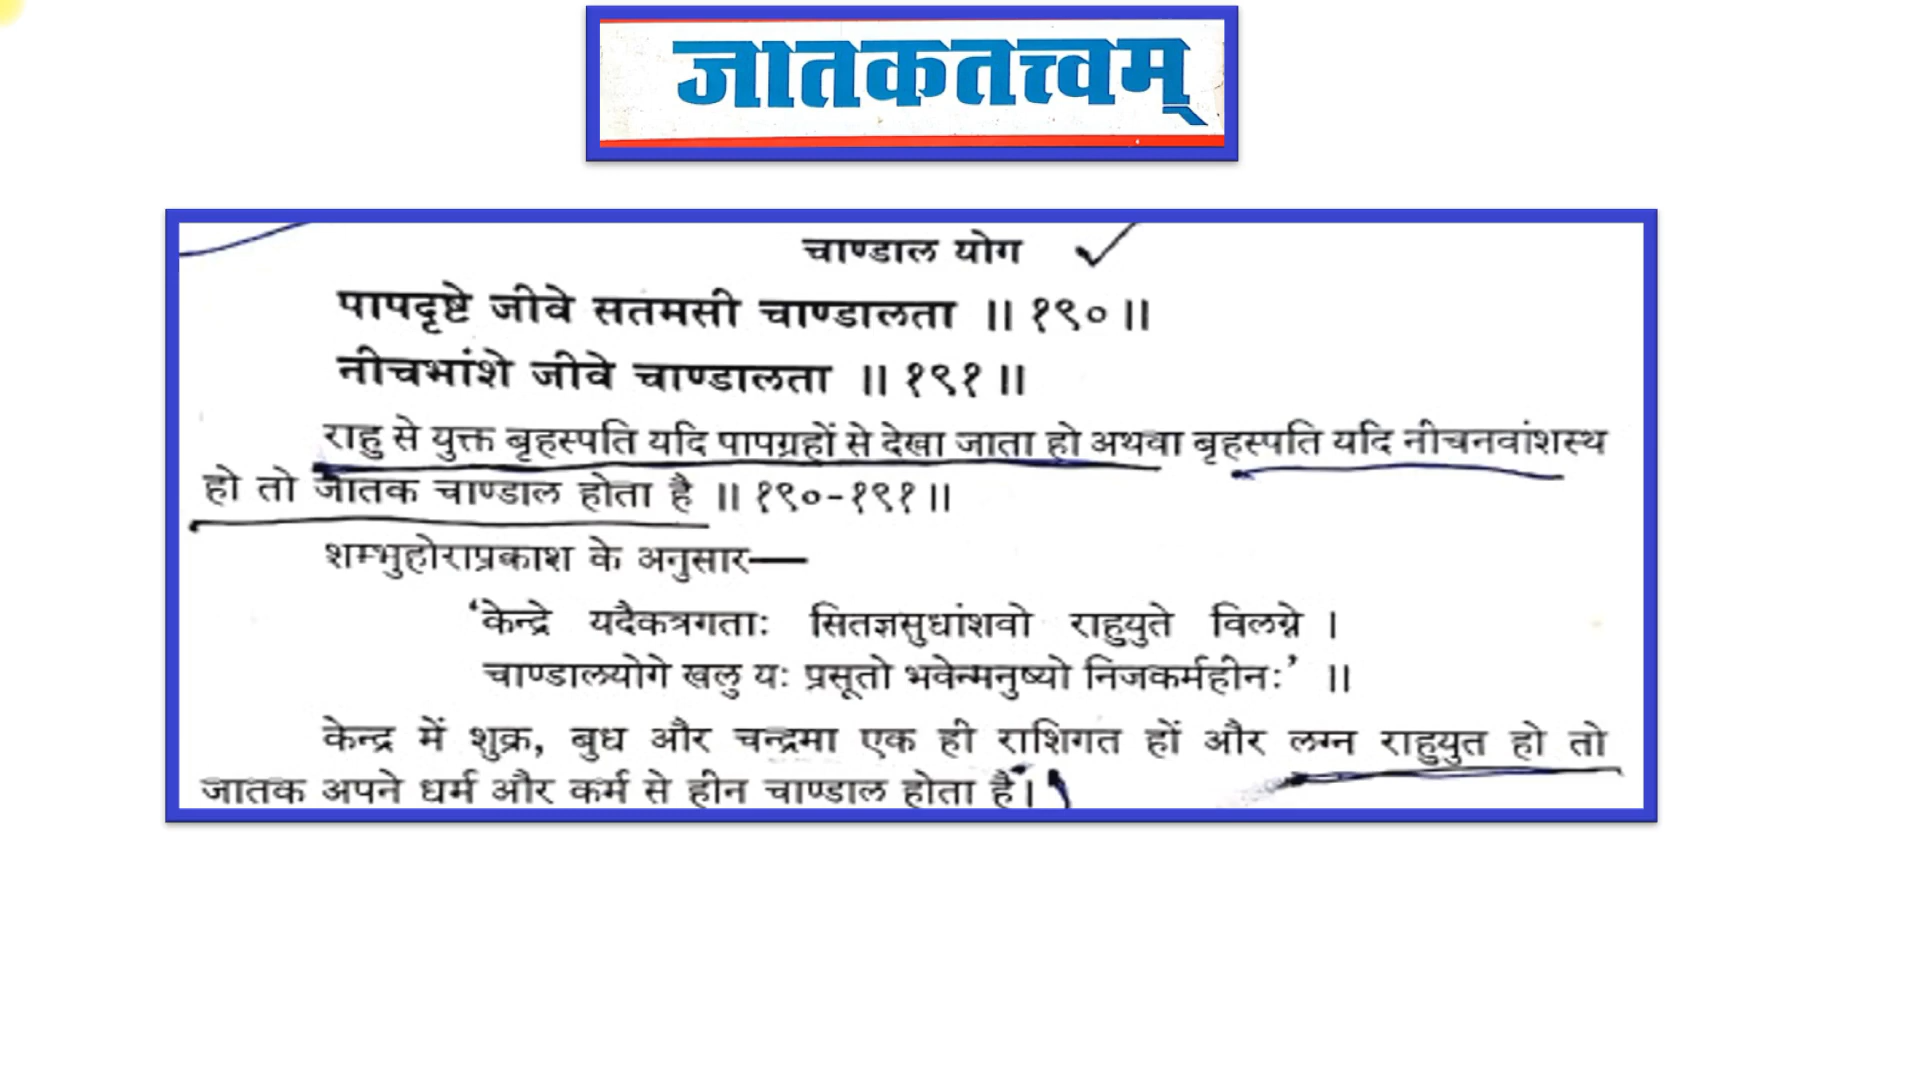 जातकतत्त्वम्
चाण्डाल योग
पापदृष्टे जीवे सतमसी चाण्डालता ॥ १९० ॥
नीचभांशे जीवे चाण्डालता ॥ १९१ ॥
राहु से युक्त बृहस्पति यदि पापग्रहों से देखा जाता हो अथवा बृहस्पति यदि नीचनवांशस्थ
हो तो जातक चाण्डाल होता है ॥ १९०-१९१ ॥
शम्भुहोराप्रकाश के अनुसार—
'केन्द्रे यदैकत्रगताः सितज्ञसुधांशवो राहुयुते विलग्ने ।
चाण्डालयोगे खलु यः प्रसूतो भवेन्मनुष्यो निजकर्महीनः' ॥
केन्द्र में शुक्र, बुध और चन्द्रमा एक ही राशिगत हों और लग्न राहुयुत हो तो
जातक अपने धर्म और कर्म से हीन चाण्डाल होता है।